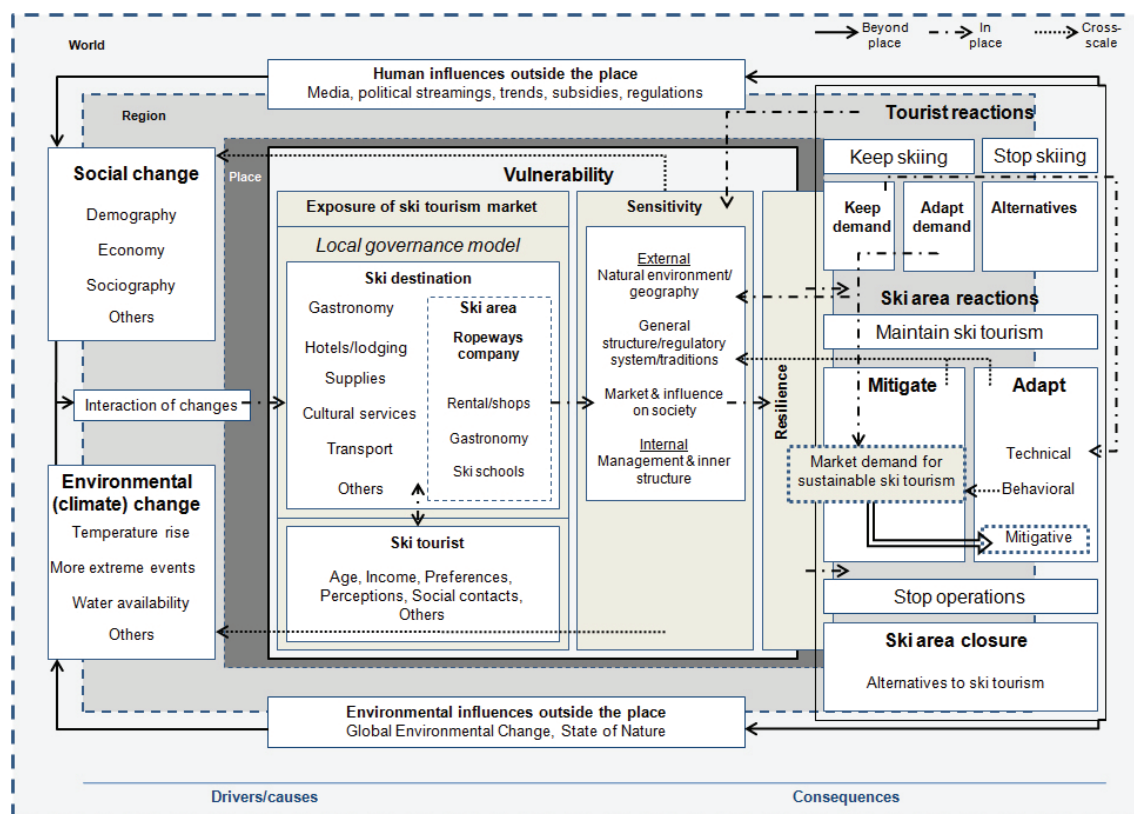 World
Beyond
place
In
place
Cross-
scale
Human influences outside the place
Media, political streamings, trends, subsidies, regulations
Region
Tourist reactions
Keep skiing
Stop skiing
Social change
Demography
Economy
Sociography
Others
Place
Vulnerability
Exposure of ski tourism market
Local governance model
Ski destination
Gastronomy
Hotels/lodging
Supplies
Cultural services
Transport
Others
Ski area
Ropeways
company
Rental/shops
Gastronomy
Ski schools
Sensitivity
External
Natural environment/
geography
General
structure/regulatory
system/traditions
Market & influence
on society
Internal
Management & inner
structure
Resilience
Keep
demand
Adapt
demand
Alternatives
Ski area reactions
Maintain ski tourism
Mitigate
Adapt
Technical
Market demand for
sustainable ski tourism
Behavioral
Mitigative
Interaction of changes
Environmental
(climate) change
Temperature rise
More extreme events
Water availability
Others
Ski tourist
Age, Income, Preferences,
Perceptions, Social contacts,
Others
Stop operations
Ski area closure
Alternatives to ski tourism
Environmental influences outside the place
Global Environmental Change, State of Nature
Drivers/causes
Consequences